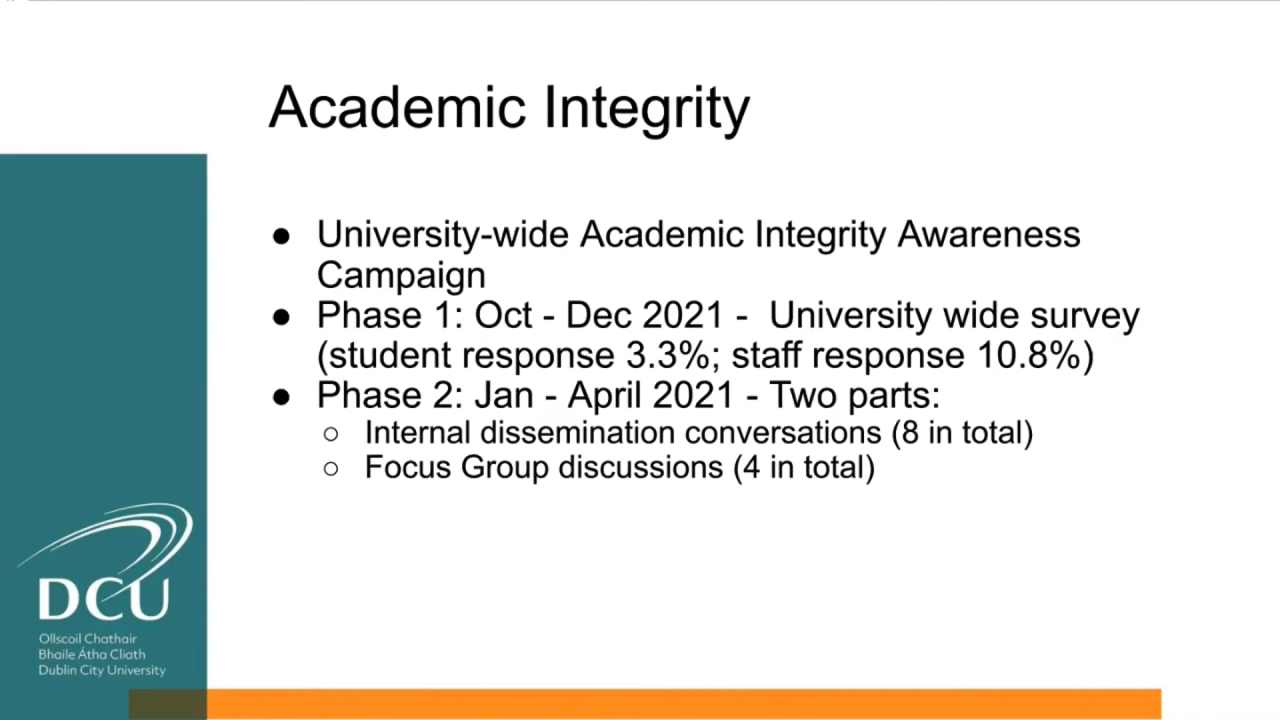 Academic Integrity
● University-wide Academic Integrity Awareness
Campaign
● Phase 1: Oct - Dec 2021 -  University wide survey
(student response 3.3%; staff response 10.8%)
● Phase 2: Jan - April 2021 - Two parts:
○ Internal dissemination conversations (8 in total)
○ Focus Group discussions (4 in total)
DCU
Ollscoil Chathair
Bhaile Átha Cliath
Dublin City University